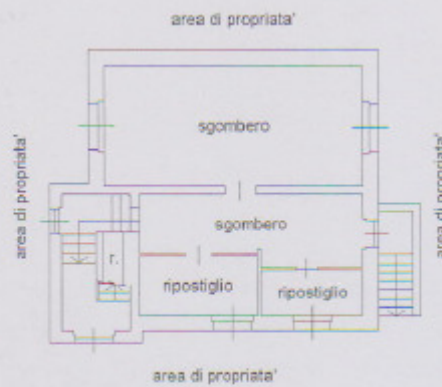 area di propriata'
sgombero
area di propriata'
area di propriata'
sgombero
r.
ripostiglio
ripostiglio
area di propriata'